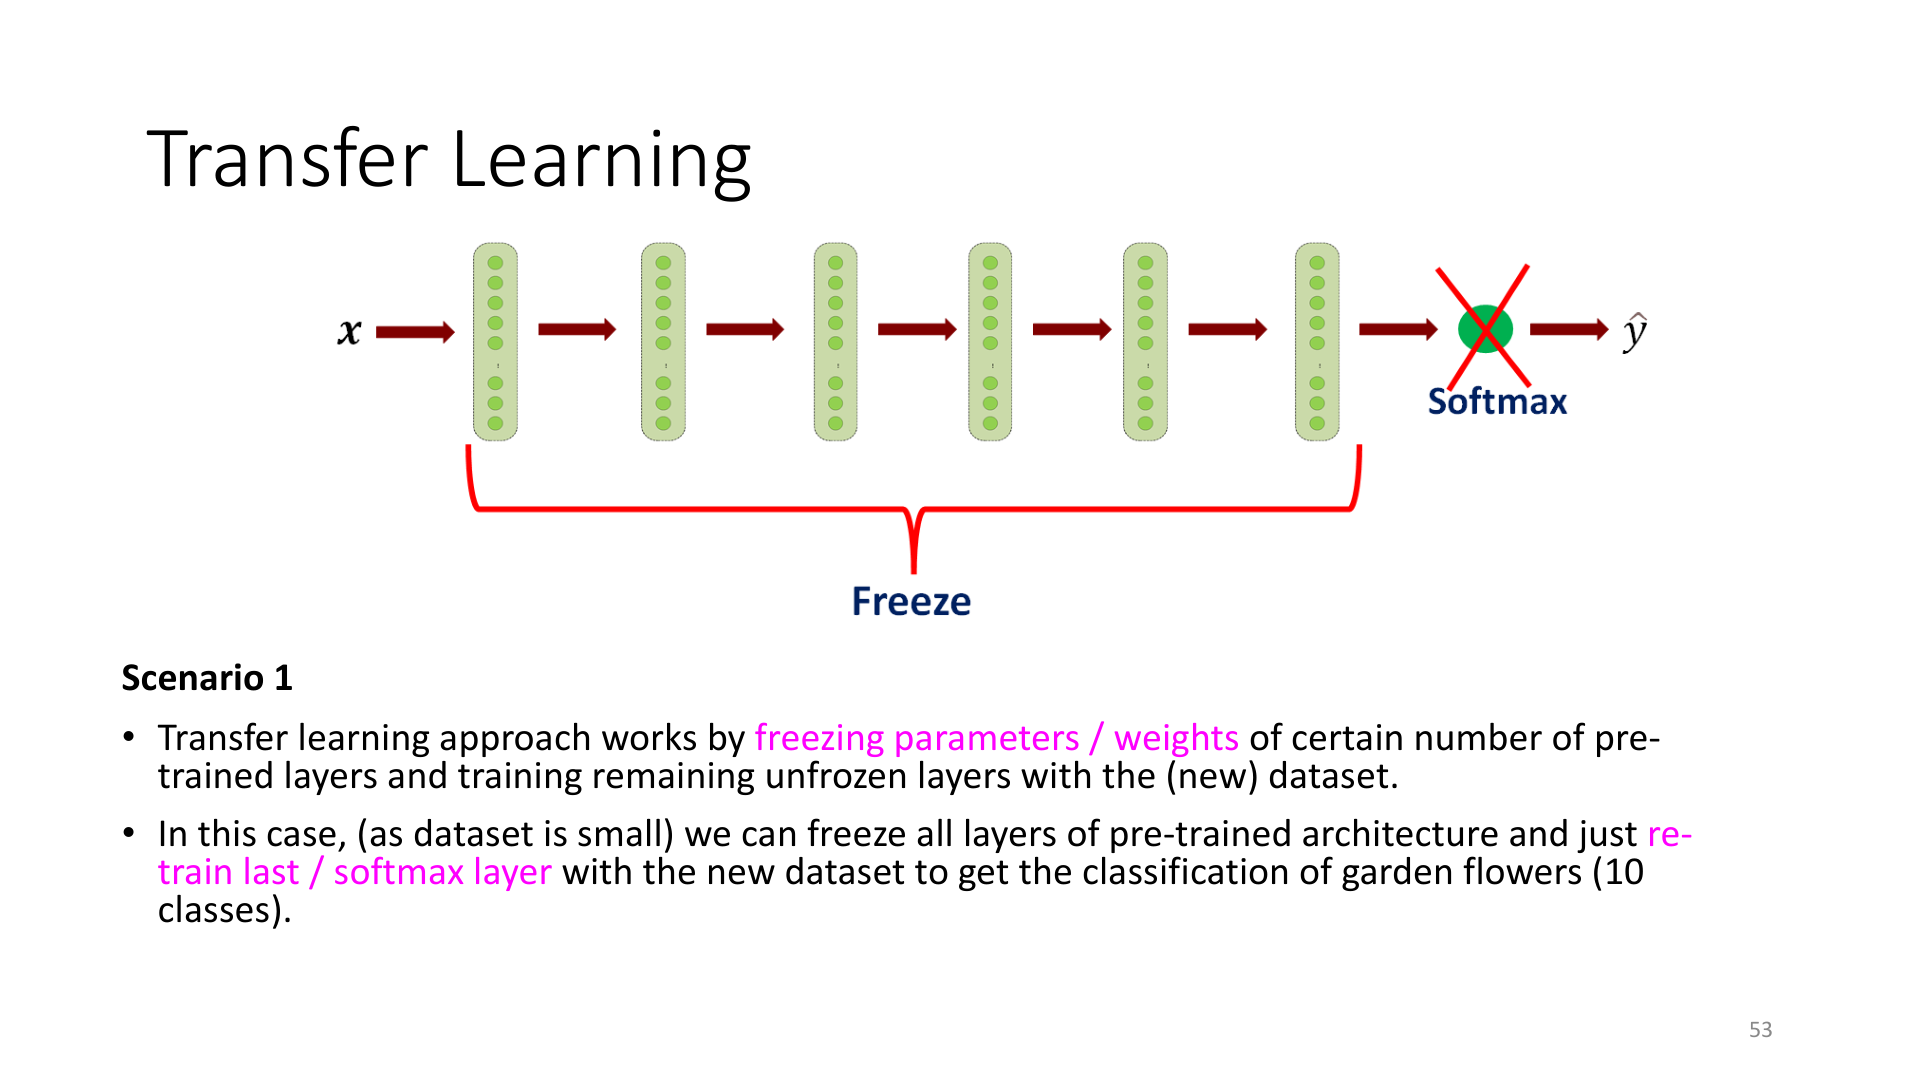 Transfer Learning
x
ŷ
Softmax
Freeze
Scenario 1
• Transfer learning approach works by freezing parameters / weights of certain number of pre-
trained layers and training remaining unfrozen layers with the (new) dataset.
• In this case, (as dataset is small) we can freeze all layers of pre-trained architecture and just re-
train last / softmax layer with the new dataset to get the classification of garden flowers (10
classes).
53